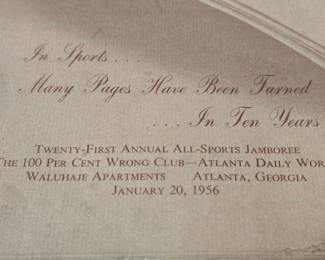 In Sports . . .
Many Pages Have Been Turned
. . . In Ten Years
Twenty-First Annual All-Sports Jamboree
The 100 Per Cent Wrong Club—Atlanta Daily Wor
Waluhaje Apartments Atlanta, Georgia
January 20, 1956